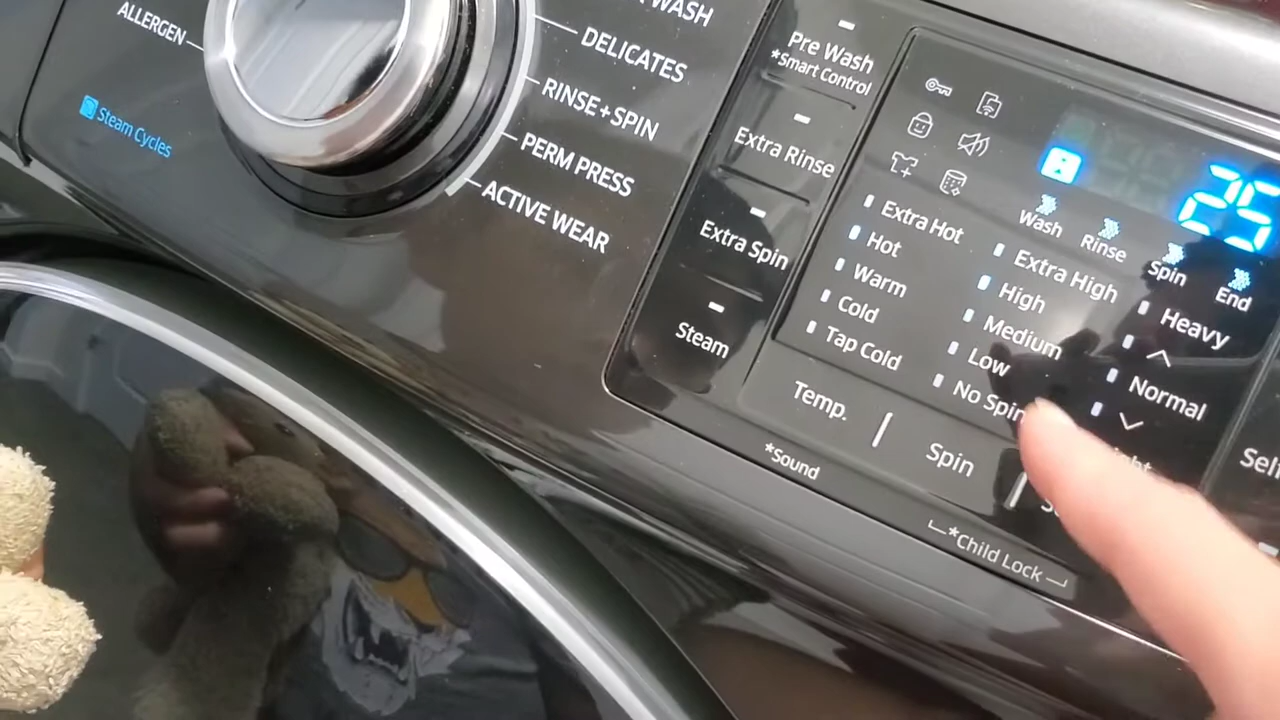 ALLERGEN
Steam Cycles
WASH
DELICATES
RINSE+SPIN
PERM PRESS
ACTIVE WEAR
Pre Wash
*Smart Control
Extra Rinse
Extra Spin
Steam
25
Wash
Rinse
Spin
End
Extra Hot
Hot
Warm
Cold
Tap Cold
Extra High
High
Medium
Low
No Spin
Heavy
Normal
Temp.
Spin
*Sound
*Child Lock